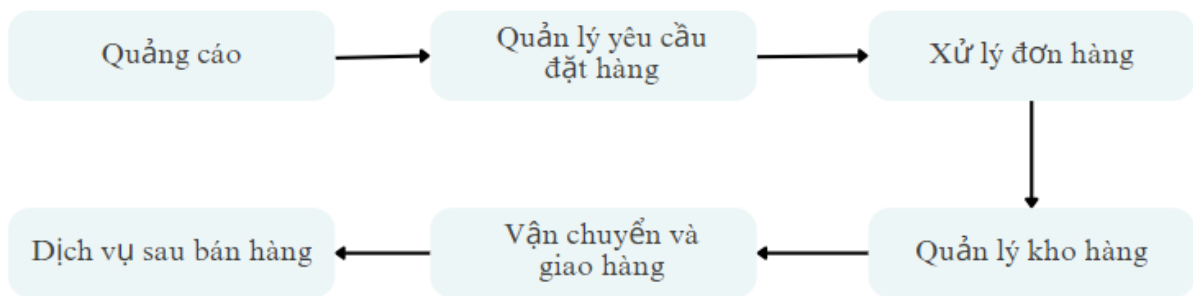 Quảng cáo
Quản lý yêu cầu
đặt hàng
Xử lý đơn hàng
Quản lý kho hàng
Vận chuyển và
giao hàng
Dịch vụ sau bán hàng